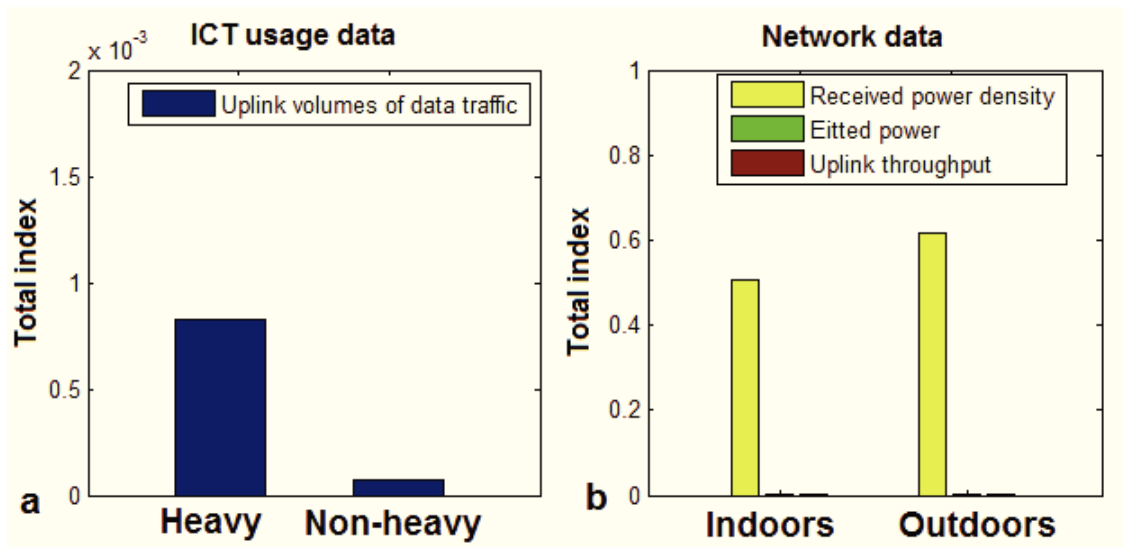 ICT usage data
x 10^-3
2
1.5
1
0.5
0
Total index
Uplink volumes of data traffic
Heavy
Non-heavy
a
Network data
1
0.8
0.6
0.4
0.2
0
Total index
Received power density
Eitted power
Uplink throughput
Indoors
Outdoors
b